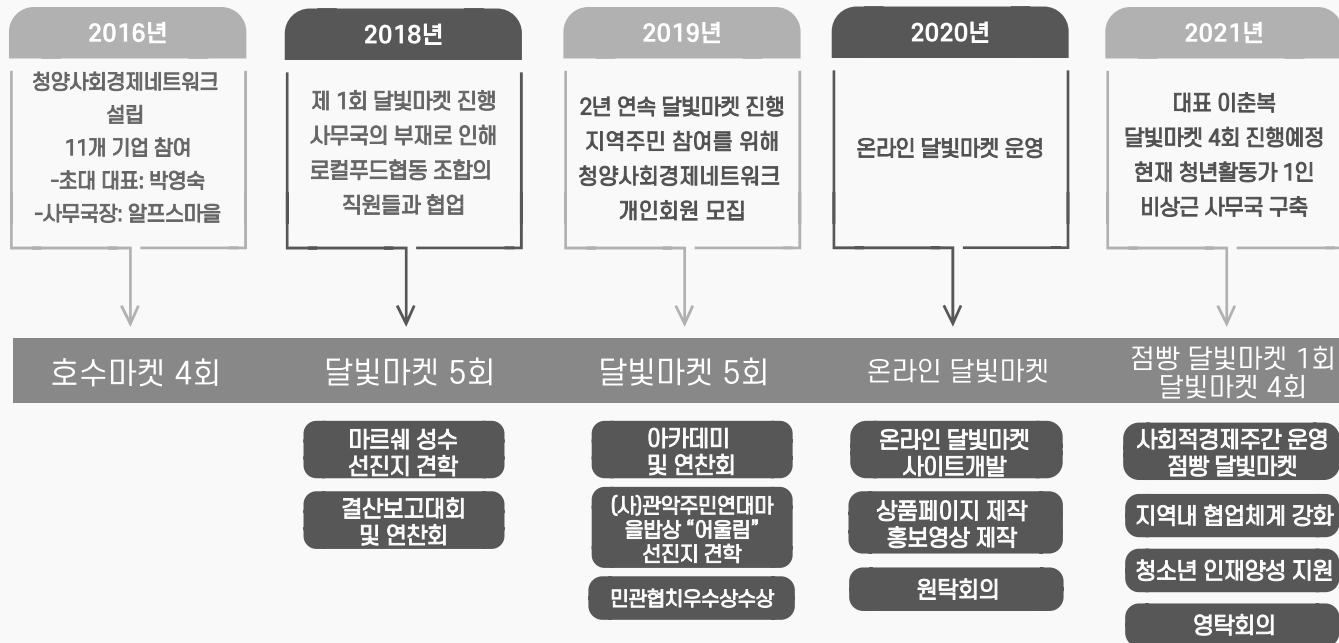 2016년
청양사회경제네트워크
설립
11개 기업 참여
-초대 대표: 박영숙
-사무국장: 알프스마을
2018년
제 1회 달빛마켓 진행
사무국의 부재로 인해
로컬푸드협동 조합의
직원들과 협업
2019년
2년 연속 달빛마켓 진행
지역주민 참여를 위해
청양사회경제네트워크
개인회원 모집
2020년
온라인 달빛마켓 운영
2021년
대표 이춘복
달빛마켓 4회 진행예정
현재 청년활동가 1인
비상근 사무국 구축
호수마켓 4회
달빛마켓 5회
달빛마켓 5회
온라인 달빛마켓
점빵 달빛마켓 1회
달빛마켓 4회
마르쉐 성수
선진지 견학
결산보고대회
및 연찬회
아카데미
및 연찬회
(사)관악주민연대마
을밥상 “어울림”
선진지 견학
민관협치우수상수상
온라인 달빛마켓
사이트개발
상품페이지 제작
홍보영상 제작
원탁회의
사회적경제주간 운영
점빵 달빛마켓
지역내 협업체계 강화
청소년 인재양성 지원
영탁회의